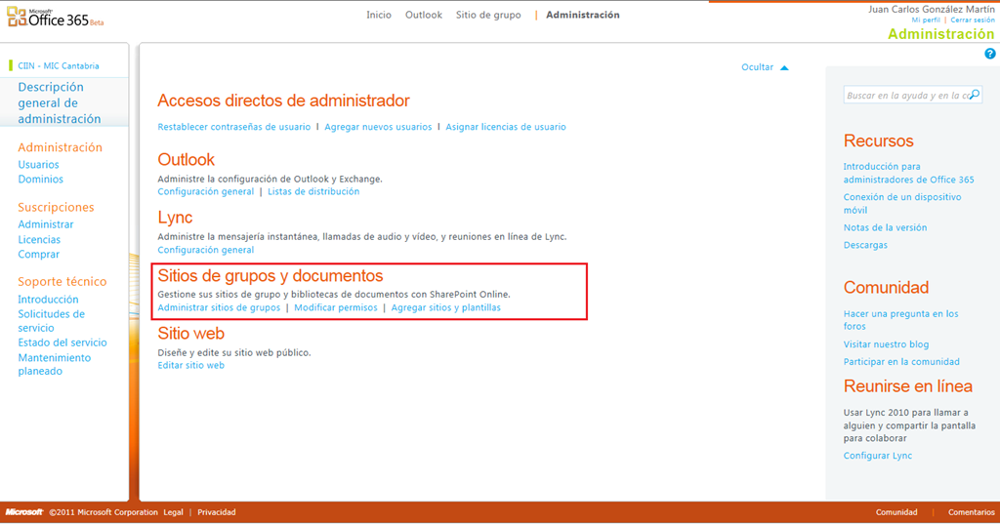 Microsoft
Office 365 Beta
Inicio Outlook Sitio de grupo | Administración
Juan Carlos González Martín
Mi perfil | Cerrar sesión
Administración
CIIN - MIC Cantabria
Descripción
general de
administración
Administración
Usuarios
Dominios
Suscripciones
Administrar
Licencias
Comprar
Soporte técnico
Introducción
Solicitudes de
servicio
Estado del servicio
Mantenimiento
planeado
Ocultar
Accesos directos de administrador
Restablecer contraseñas de usuario | Agregar nuevos usuarios | Asignar licencias de usuario
Outlook
Administre la configuración de Outlook y Exchange.
Configuración general | Listas de distribución
Lync
Administre la mensajería instantánea, llamadas de audio y vídeo, y reuniones en línea de Lync.
Configuración general
Sitios de grupos y documentos
Gestione sus sitios de grupo y bibliotecas de documentos con SharePoint Online.
Administrar sitios de grupos | Modificar permisos | Agregar sitios y plantillas
Sitio web
Diseñe y edite su sitio web público.
Editar sitio web
?
Buscar en la ayuda y en la co
Recursos
Introducción para
administradores de Office 365
Conexión de un dispositivo
móvil
Notas de la versión
Descargas
Comunidad
Hacer una pregunta en los
foros
Visitar nuestro blog
Participar en la comunidad
Reunirse en línea
Usar Lync 2010 para llamar a
alguien y compartir la pantalla
para colaborar
Configurar Lync
Microsoft ©2011 Microsoft Corporation Legal | Privacidad
Comunidad | Comentarios